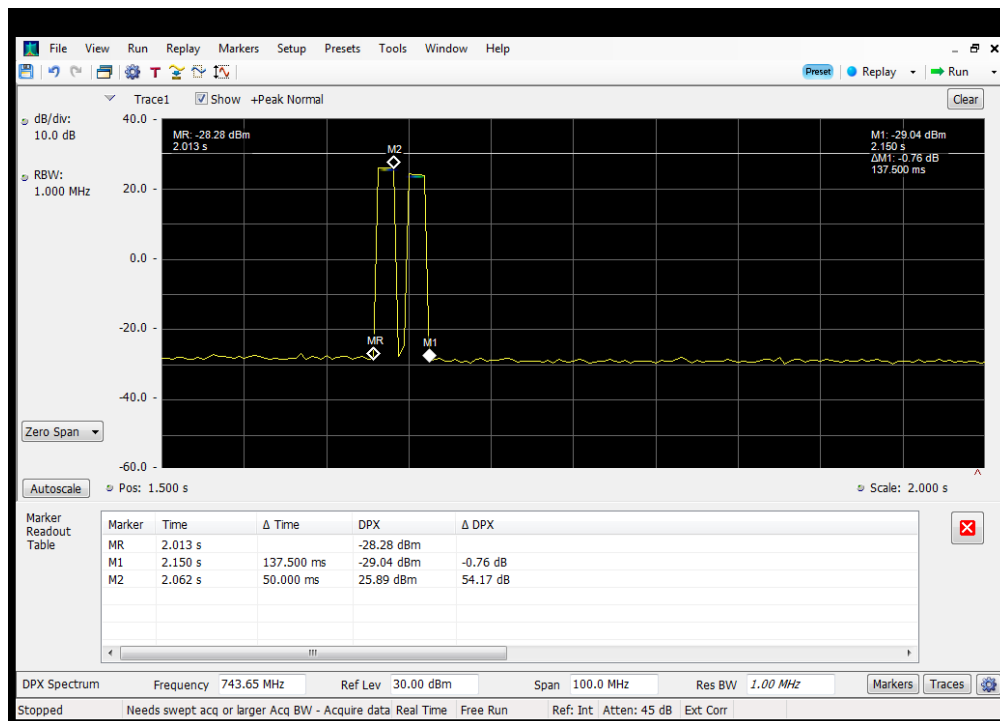 File View Run Replay Markers Setup Presets Tools Window Help
T Preset Replay Run
Trace1 Show +Peak Normal Clear
dB/div:
10.0 dB
RBW:
1.000 MHz
40.0
20.0
0.0
-20.0
-40.0
-60.0
MR: -28.28 dBm
2.013 s
M1: -29.04 dBm
2.150 s
ΔM1: -0.76 dB
137.500 ms
M2
MR
M1
Zero Span
Autoscale Pos: 1.500 s Scale: 2.000 s
Marker
Readout
Table
Marker Time Δ Time DPX Δ DPX
MR 2.013 s -28.28 dBm
M1 2.150 s 137.500 ms -29.04 dBm -0.76 dB
M2 2.062 s 50.000 ms 25.89 dBm 54.17 dB
DPX Spectrum Frequency 743.65 MHz Ref Lev 30.00 dBm Span 100.0 MHz Res BW 1.00 MHz Markers Traces
Stopped Needs swept acq or larger Acq BW - Acquire data Real Time Free Run Ref: Int Atten: 45 dB Ext Corr